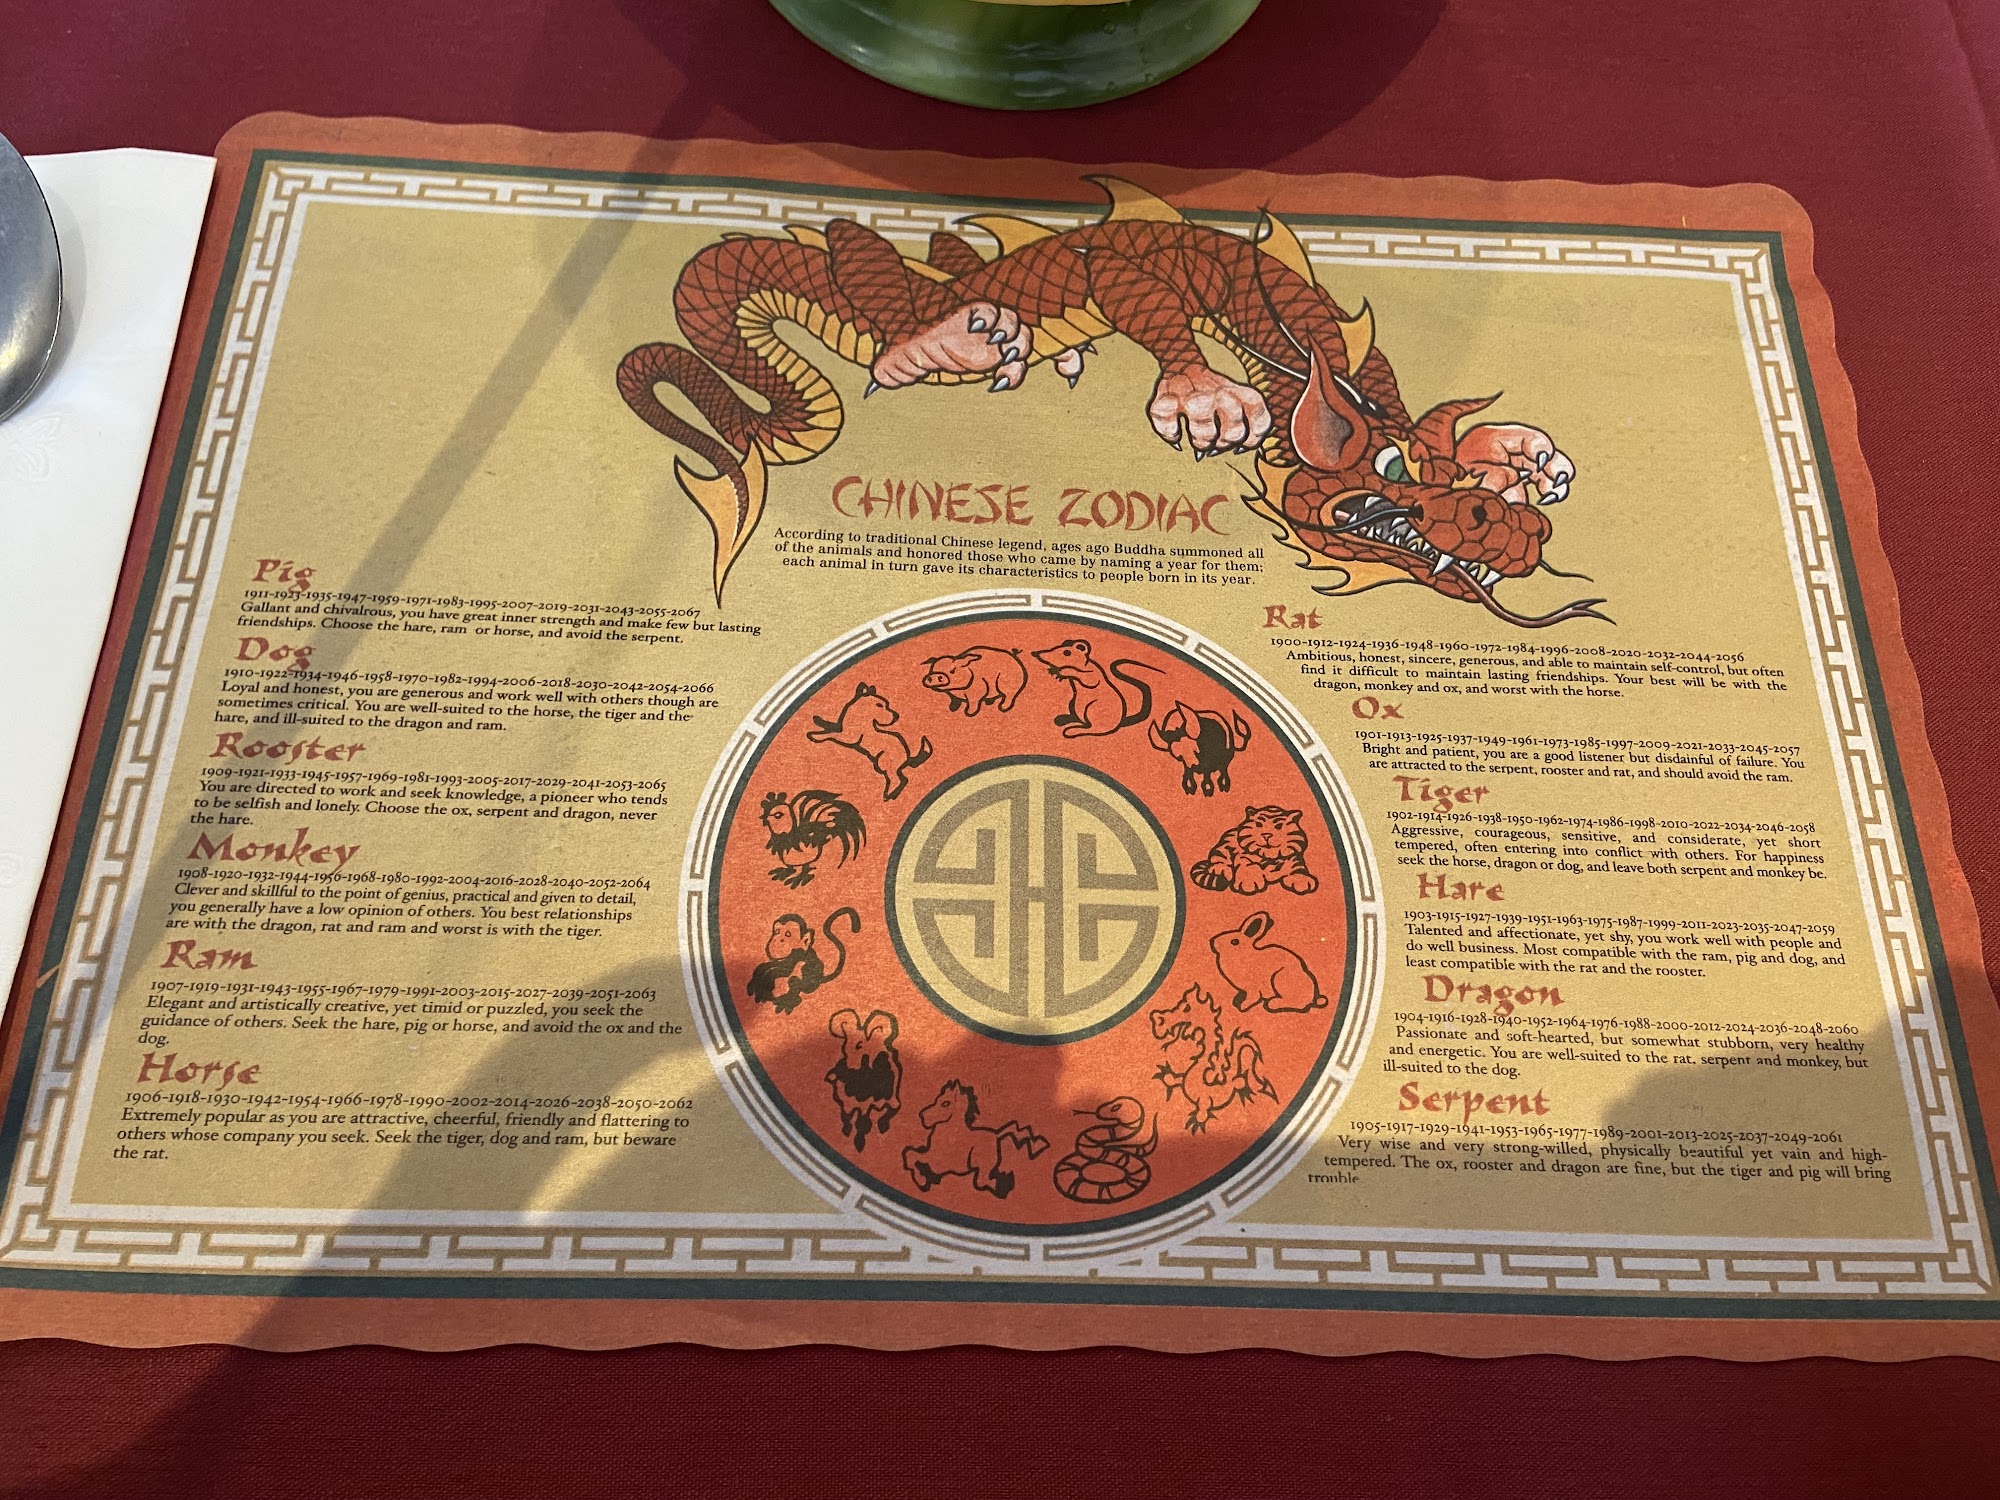 CHINESE ZODIAC
According to traditional Chinese legend, ages ago Buddha summoned all
of the animals and honored those who came by naming a year for them;
each animal in turn gave its characteristics to people born in its year.
Pig
1911-1923-1935-1947-1959-1971-1983-1995-2007-2019-2031-2043-2055-2067
Gallant and chivalrous, you have great inner strength and make few but lasting
friendships. Choose the hare, ram or horse, and avoid the serpent.
Dog
1910-1922-1934-1946-1958-1970-1982-1994-2006-2018-2030-2042-2054-2066
Loyal and honest, you are generous and work well with others though are
sometimes critical. You are well-suited to the horse, the tiger and the
hare, and ill-suited to the dragon and ram.
Rooster
1909-1921-1933-1945-1957-1969-1981-1993-2005-2017-2029-2041-2053-2065
You are directed to work and seek knowledge, a pioneer who tends
to be selfish and lonely. Choose the ox, serpent and dragon, never
the hare.
Monkey
1908-1920-1932-1944-1956-1968-1980-1992-2004-2016-2028-2040-2052-2064
Clever and skillful to the point of genius, practical and given to detail,
you generally have a low opinion of others. You best relationships
are with the dragon, rat and ram and worst is with the tiger.
Ram
1907-1919-1931-1943-1955-1967-1979-1991-2003-2015-2027-2039-2051-2063
Elegant and artistically creative, yet timid or puzzled, you seek the
guidance of others. Seek the hare, pig or horse, and avoid the ox and the
dog.
Horse
1906-1918-1930-1942-1954-1966-1978-1990-2002-2014-2026-2038-2050-2062
Extremely popular as you are attractive, cheerful, friendly and flattering to
others whose company you seek. Seek the tiger, dog and ram, but beware
the rat.
Rat
1900-1912-1924-1936-1948-1960-1972-1984-1996-2008-2020-2032-2044-2056
Ambitious, honest, sincere, generous, and able to maintain self-control, but often
find it difficult to maintain lasting friendships. Your best will be with the
dragon, monkey and ox, and worst with the horse.
Ox
1901-1913-1925-1937-1949-1961-1973-1985-1997-2009-2021-2033-2045-2057
Bright and patient, you are a good listener but disdainful of failure. You
are attracted to the serpent, rooster and rat, and should avoid the ram.
Tiger
1902-1914-1926-1938-1950-1962-1974-1986-1998-2010-2022-2034-2046-2058
Aggressive, courageous, sensitive, and considerate, yet short
tempered, often entering into conflict with others. For happiness
seek the horse, dragon or dog, and leave both serpent and monkey be.
Hare
1903-1915-1927-1939-1951-1963-1975-1987-1999-2011-2023-2035-2047-2059
Talented and affectionate, yet shy, you work well with people and
do well business. Most compatible with the ram, pig and dog, and
least compatible with the rat and the rooster.
Dragon
1904-1916-1928-1940-1952-1964-1976-1988-2000-2012-2024-2036-2048-2060
Passionate and soft-hearted, but somewhat stubborn, very healthy
and energetic. You are well-suited to the rat, serpent and monkey, but
ill-suited to the dog.
Serpent
1905-1917-1929-1941-1953-1965-1977-1989-2001-2013-2025-2037-2049-2061
Very wise and very strong-willed, physically beautiful yet vain and high-
tempered. The ox, rooster and dragon are fine, but the tiger and pig will bring
trouble